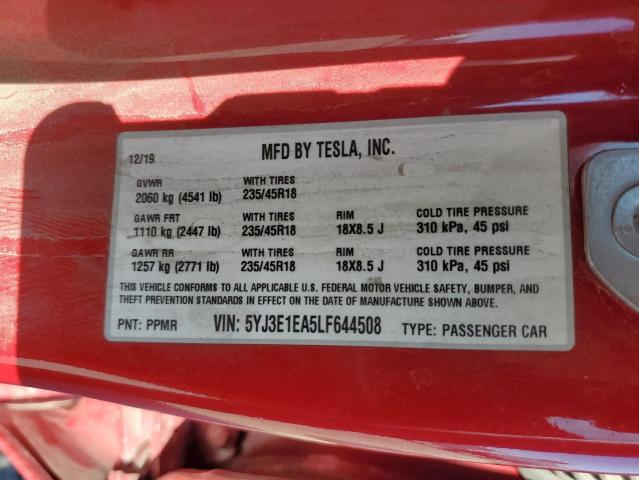 12/19 MFD BY TESLA, INC.
GVWR WITH TIRES
2060 kg (4541 lb) 235/45R18
GAWR FRT WITH TIRES RIM COLD TIRE PRESSURE
1110 kg (2447 lb) 235/45R18 18X8.5 J 310 kPa, 45 psi
GAWR RR WITH TIRES RIM COLD TIRE PRESSURE
1257 kg (2771 lb) 235/45R18 18X8.5 J 310 kPa, 45 psi
THIS VEHICLE CONFORMS TO ALL APPLICABLE U.S. FEDERAL MOTOR VEHICLE SAFETY, BUMPER, AND
THEFT PREVENTION STANDARDS IN EFFECT ON THE DATE OF MANUFACTURE SHOWN ABOVE.
PNT: PPMR VIN: 5YJ3E1EA5LF644508 TYPE: PASSENGER CAR